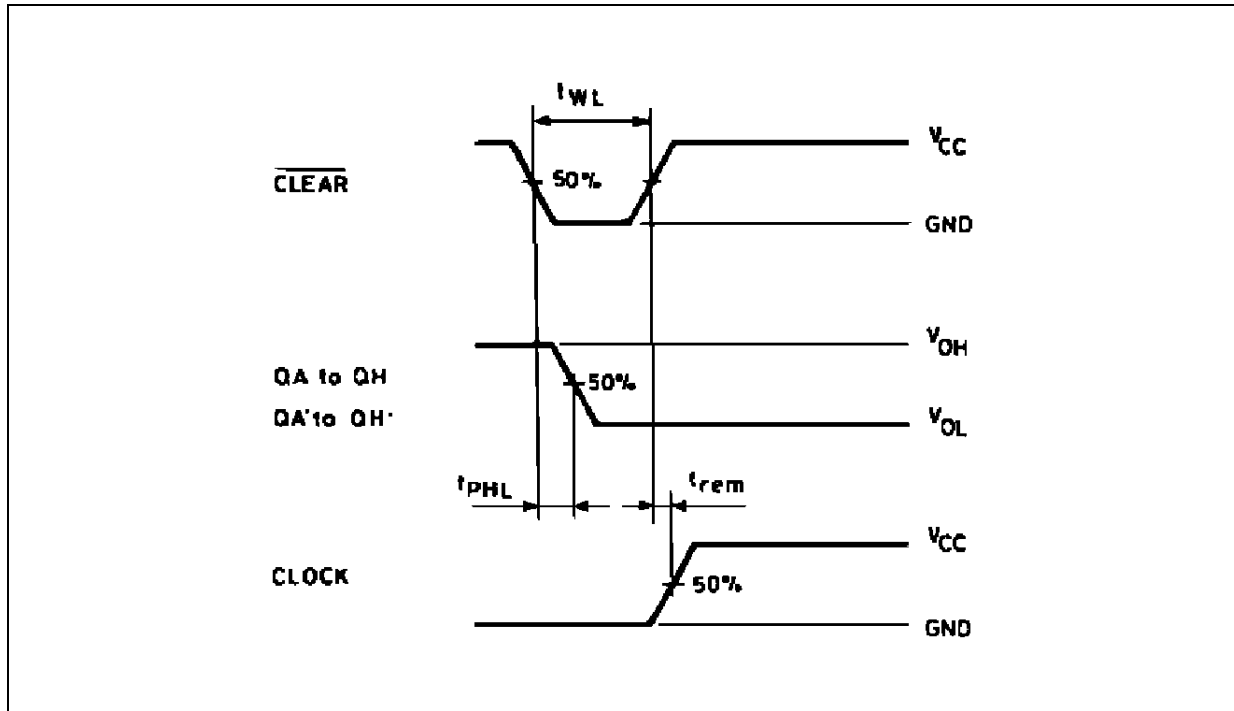 tWL
VCC
CLEAR
50%
GND
VOH
QA to QH
50%
QA' to QH'
VOL
tPHL
trem
VCC
CLOCK
50%
GND